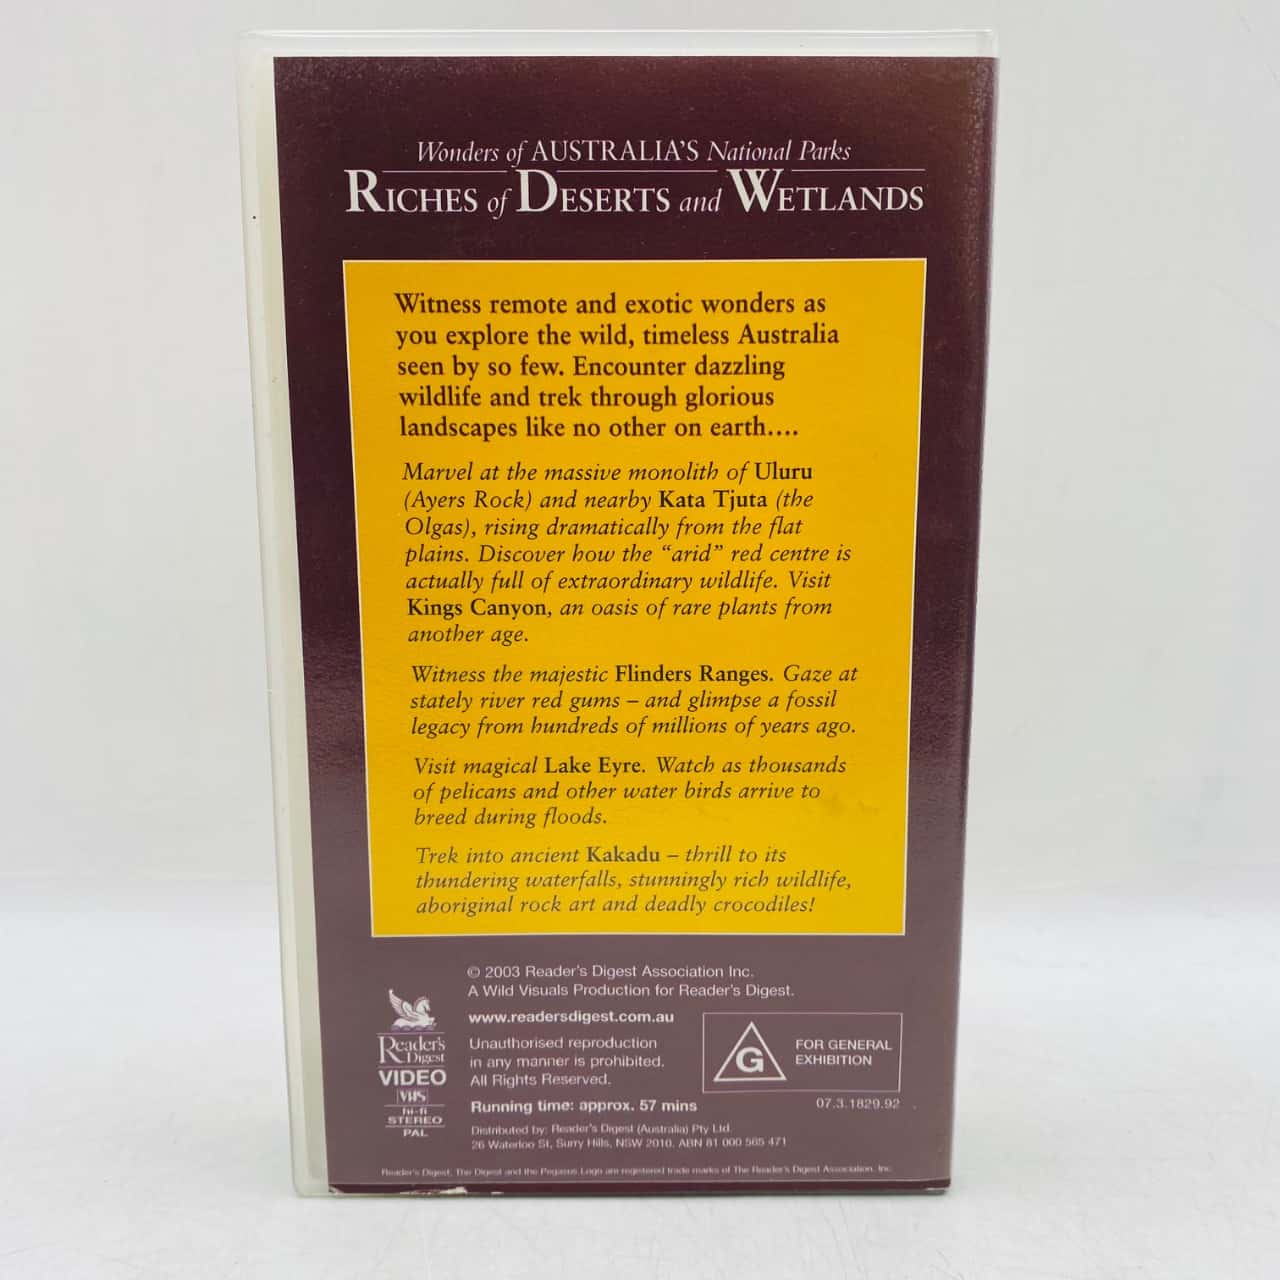 Wonders of AUSTRALIA'S National Parks
RICHES of DESERTS and WETLANDS
Witness remote and exotic wonders as
you explore the wild, timeless Australia
seen by so few. Encounter dazzling
wildlife and trek through glorious
landscapes like no other on earth....
Marvel at the massive monolith of Uluru
(Ayers Rock) and nearby Kata Tjuta (the
Olgas), rising dramatically from the flat
plains. Discover how the “arid” red centre is
actually full of extraordinary wildlife. Visit
Kings Canyon, an oasis of rare plants from
another age.
Witness the majestic Flinders Ranges. Gaze at
stately river red gums – and glimpse a fossil
legacy from hundreds of millions of years ago.
Visit magical Lake Eyre. Watch as thousands
of pelicans and other water birds arrive to
breed during floods.
Trek into ancient Kakadu – thrill to its
thundering waterfalls, stunningly rich wildlife,
aboriginal rock art and deadly crocodiles!
© 2003 Reader's Digest Association Inc.
A Wild Visuals Production for Reader's Digest.
www.readersdigest.com.au
Unauthorised reproduction
in any manner is prohibited.
All Rights Reserved.
Running time: approx. 57 mins
Distributed by: Reader's Digest (Australia) Pty Ltd.
26 Waterloo St, Surry Hills, NSW 2010. ABN 81 000 565 471
Reader's
Digest
VIDEO
VHS
hi-fi
STEREO
PAL
G
FOR GENERAL
EXHIBITION
07.3.1829.92
Reader's Digest, The Digest and the Pegasus Logo are registered trade marks of The Reader's Digest Association, Inc.